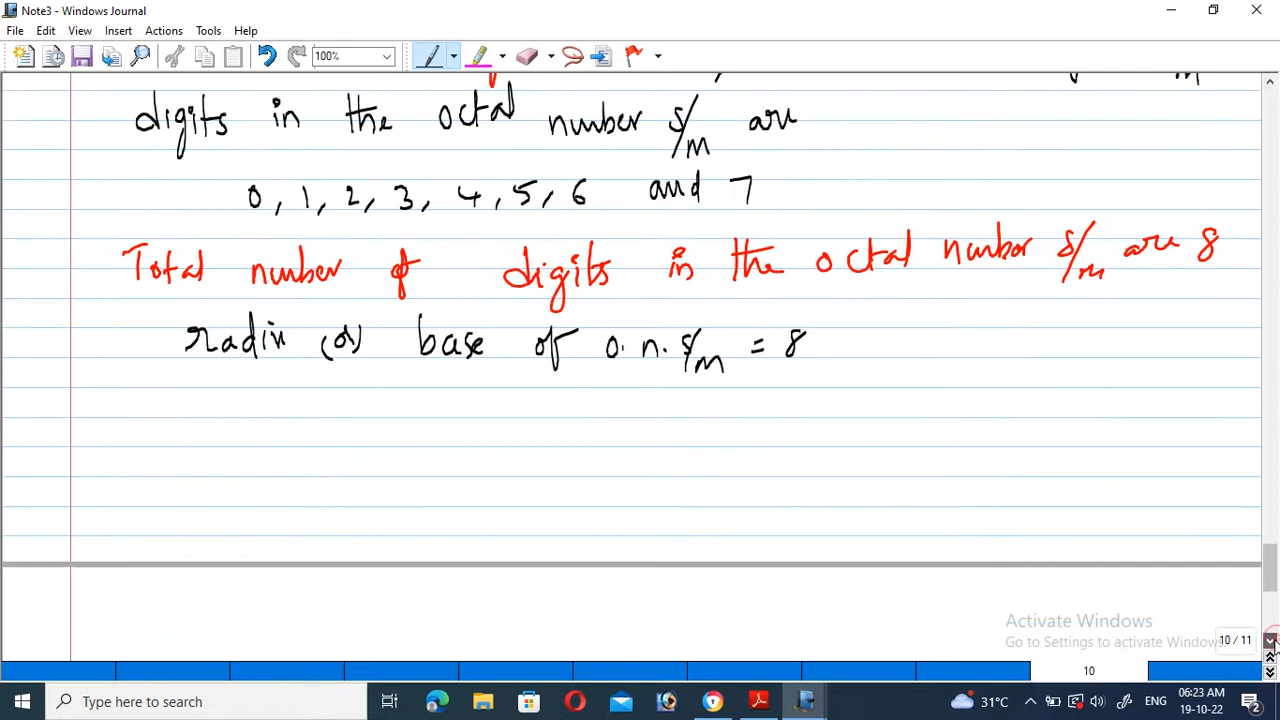 Note3 - Windows Journal
File Edit View Insert Actions Tools Help
100%
digits in the octal number s/m are
0, 1, 2, 3, 4, 5, 6 and 7
Total number of digits in the octal number s/m are 8
radix (or) base of o.n. s/m = 8
Activate Windows
Go to Settings to activate Windows.
10 / 11
10
Type here to search
31°C
ENG
06:23 AM
19-10-22
2